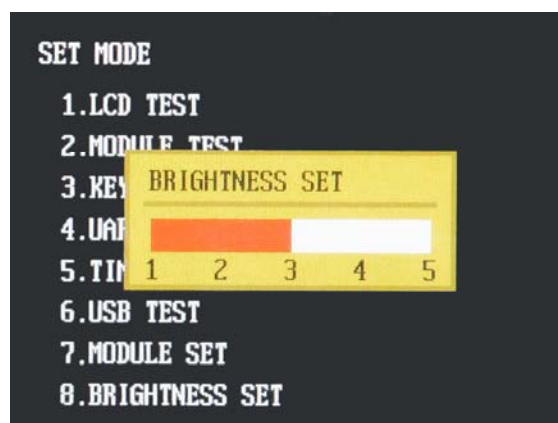 SET MODE
1.LCD TEST
2.MODULE TEST
3.KEY
4.UAR
5.TIM
6.USB TEST
7.MODULE SET
8.BRIGHTNESS SET
BRIGHTNESS SET
1 2 3 4 5